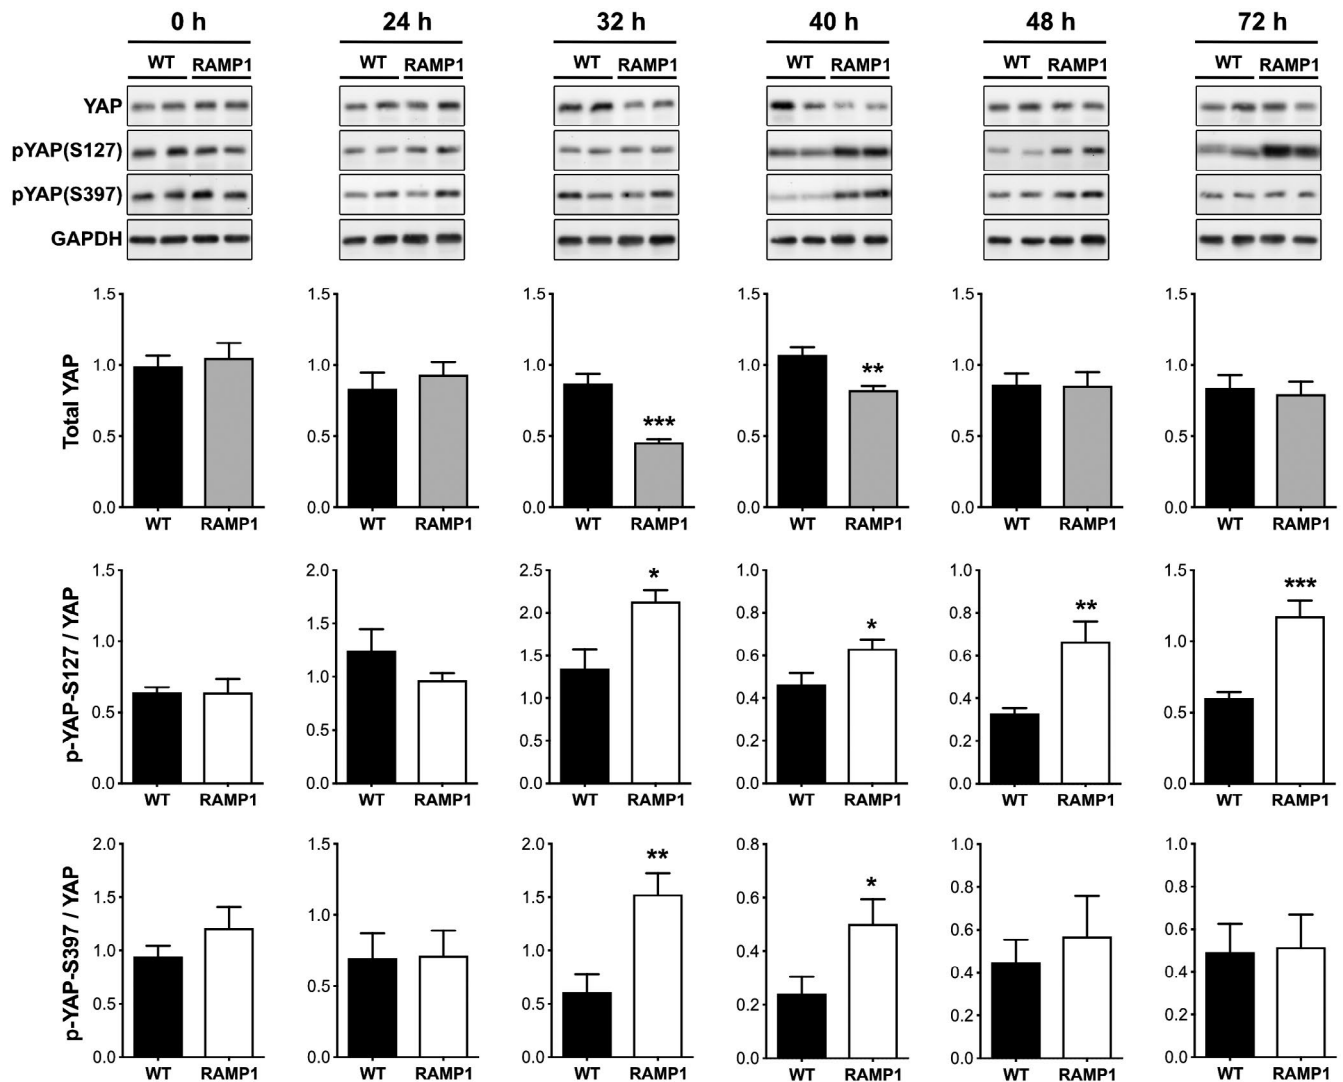 0 h 24 h 32 h 40 h 48 h 72 h
WT RAMP1 WT RAMP1 WT RAMP1 WT RAMP1 WT RAMP1 WT RAMP1
YAP
pYAP(S127)
pYAP(S397)
GAPDH
Total YAP
1.5 1.5 1.5 1.5 1.5 1.5
1.0 1.0 1.0 1.0 1.0 1.0
** 
***
0.5 0.5 0.5 0.5 0.5 0.5
0.0 0.0 0.0 0.0 0.0 0.0
WT RAMP1 WT RAMP1 WT RAMP1 WT RAMP1 WT RAMP1 WT RAMP1
p-YAP-S127 / YAP
1.5 1.0 0.5 0.0
WT RAMP1
2.0 1.5 1.0 0.5 0.0
WT RAMP1
2.5 2.0 1.5 1.0 0.5 0.0
*
WT RAMP1
1.0 0.8 0.6 0.4 0.2 0.0
*
WT RAMP1
1.0 0.8 0.6 0.4 0.2 0.0
**
WT RAMP1
1.5 1.0 0.5 0.0
***
WT RAMP1
p-YAP-S397 / YAP
2.0 1.5 1.0 0.5 0.0
WT RAMP1
1.5 1.0 0.5 0.0
WT RAMP1
2.0 1.5 1.0 0.5 0.0
**
WT RAMP1
0.8 0.6 0.4 0.2 0.0
*
WT RAMP1
1.0 0.8 0.6 0.4 0.2 0.0
WT RAMP1
1.0 0.8 0.6 0.4 0.2 0.0
WT RAMP1